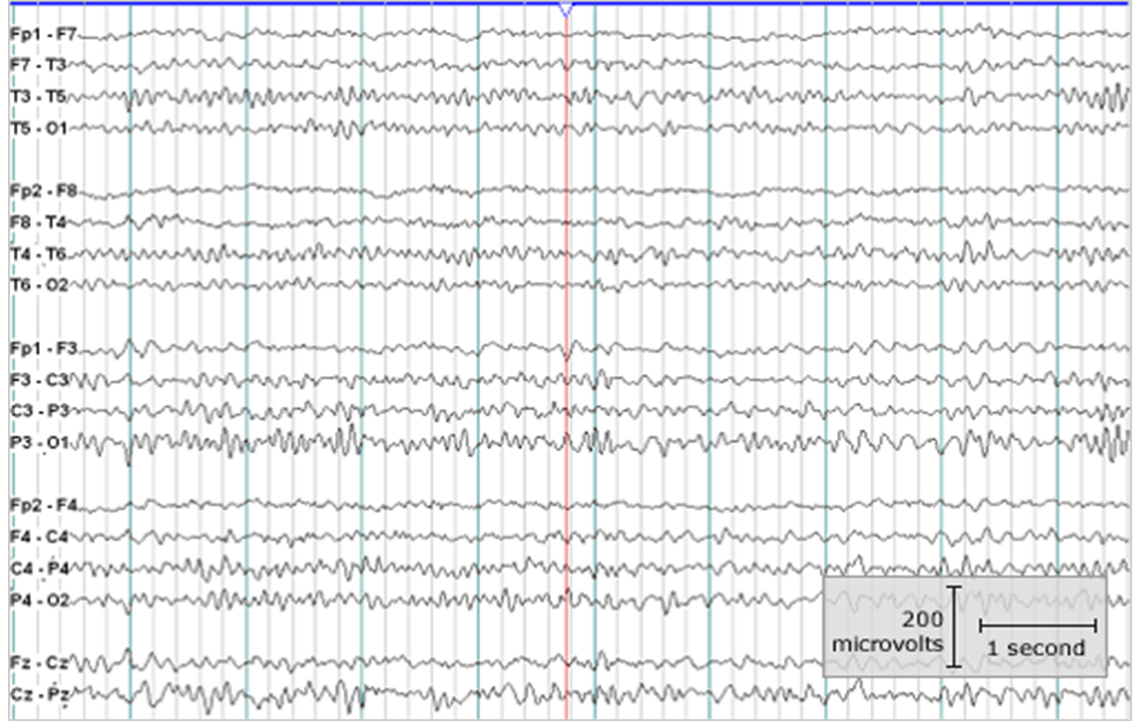 Fp1 - F7
F7 - T3
T3 - T5
T5 - O1
Fp2 - F8
F8 - T4
T4 - T6
T6 - O2
Fp1 - F3
F3 - C3
C3 - P3
P3 - O1
Fp2 - F4
F4 - C4
C4 - P4
P4 - O2
Fz - Cz
Cz - Pz
200
microvolts
1 second